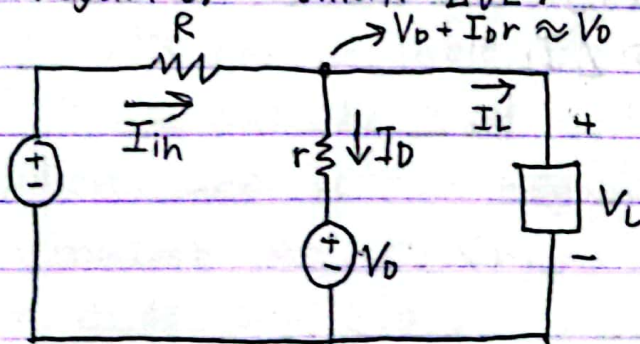 R
V_D + I_D r ≈ V_D
I_in
r
I_D
I_L
+
V_L
-
+
-
+
-
V_D